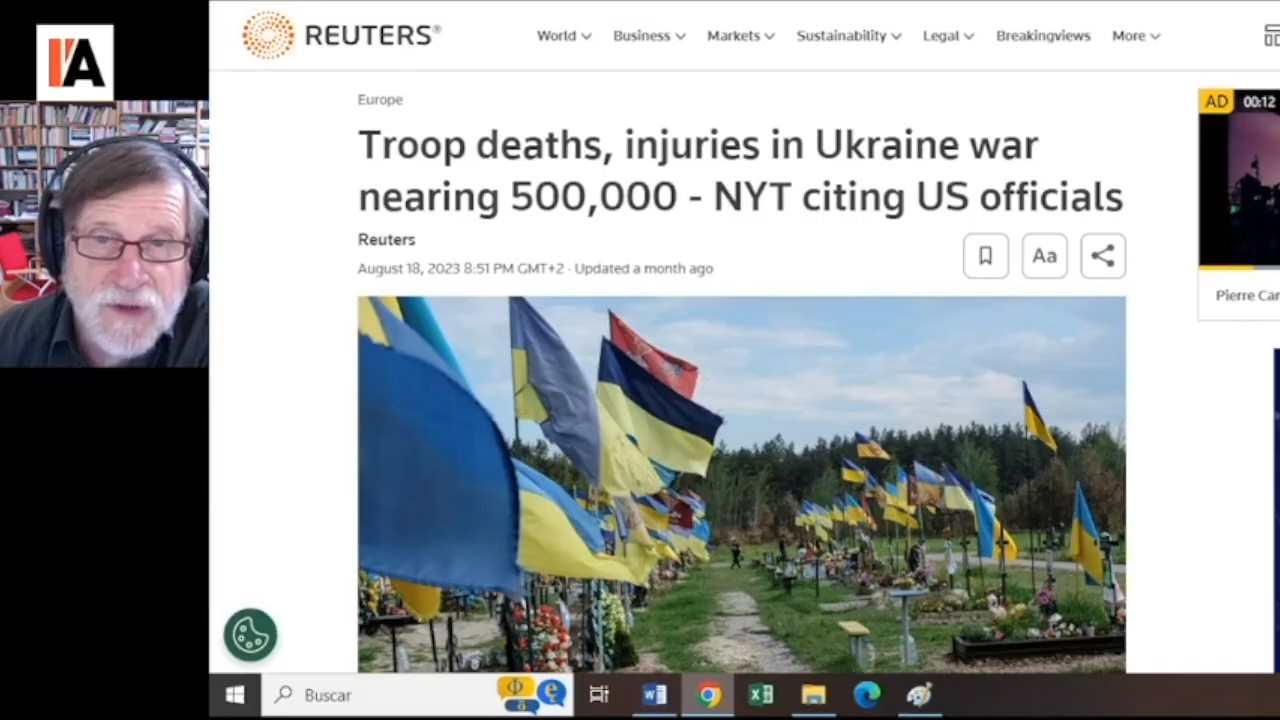 IA
REUTERS®
World Business Markets Sustainability Legal Breakingviews More
AD 00:12
Europe
Troop deaths, injuries in Ukraine war
nearing 500,000 - NYT citing US officials
Reuters
Aa
August 18, 2023 8:51 PM GMT+2 · Updated a month ago
Pierre Car
Buscar